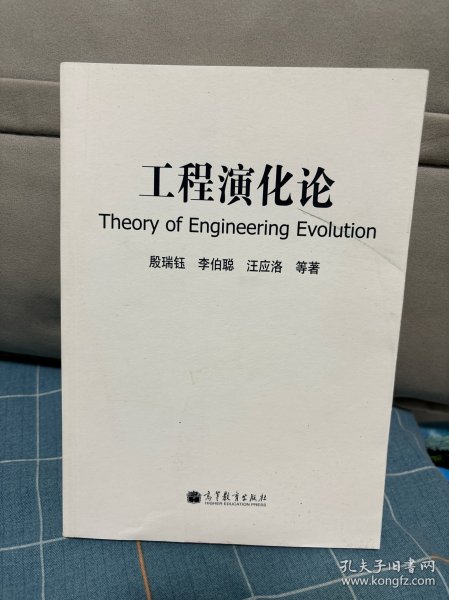 工程演化论
Theory of Engineering Evolution
殷瑞钰 李伯聪 汪应洛 等著
高等教育出版社
HIGHER EDUCATION PRESS
孔夫子旧书网
www.kongfz.com